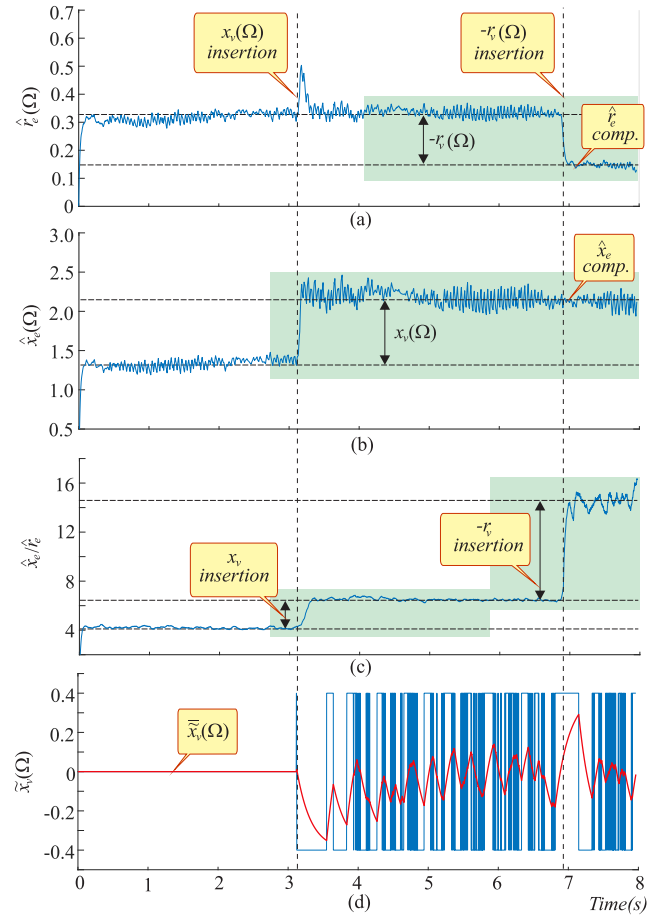 0.7
0.6
0.5
0.4
0.3
0.2
0.1
0
r̂ₑ(Ω)
xᵥ(Ω)
insertion
-rᵥ(Ω)
insertion
-rᵥ(Ω)
r̂ₑ
comp.
(a)
3.0
2.5
2.0
1.5
1.0
0.5
x̂ₑ(Ω)
x̂ₑ
comp.
xᵥ(Ω)
(b)
16
12
8
4
x̂ₑ/r̂ₑ
xᵥ
insertion
-rᵥ
insertion
(c)
0.4
0.2
0
-0.2
-0.4
x̃ᵥ(Ω)
x̃̅ᵥ(Ω)
0 1 2 3 4 5 6 7 8
(d)
Time(s)